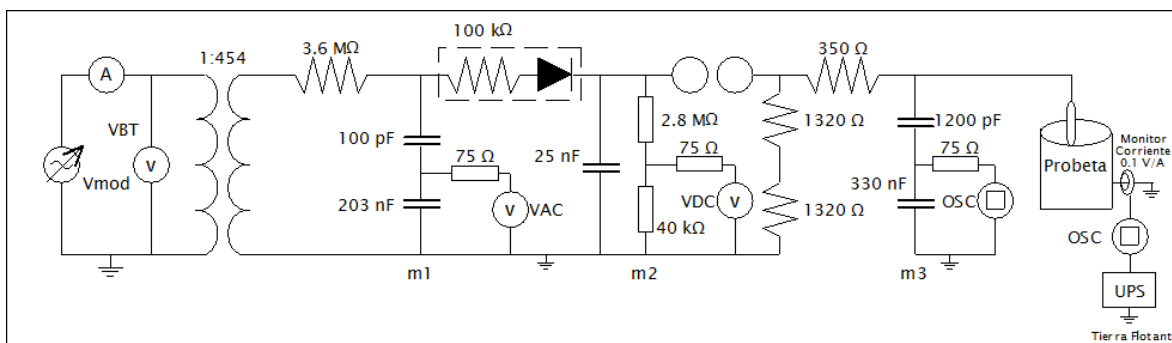 1:454
A
VBT
v
Vmod
3.6 MΩ
100 kΩ
100 pF
75 Ω
203 nF
v
VAC
m1
25 nF
2.8 MΩ
75 Ω
VDC
v
40 kΩ
m2
1320 Ω
1320 Ω
350 Ω
1200 pF
75 Ω
330 nF
OSC
m3
Probeta
Monitor
Corriente
0.1 V/A
OSC
UPS
Tierra Flotant